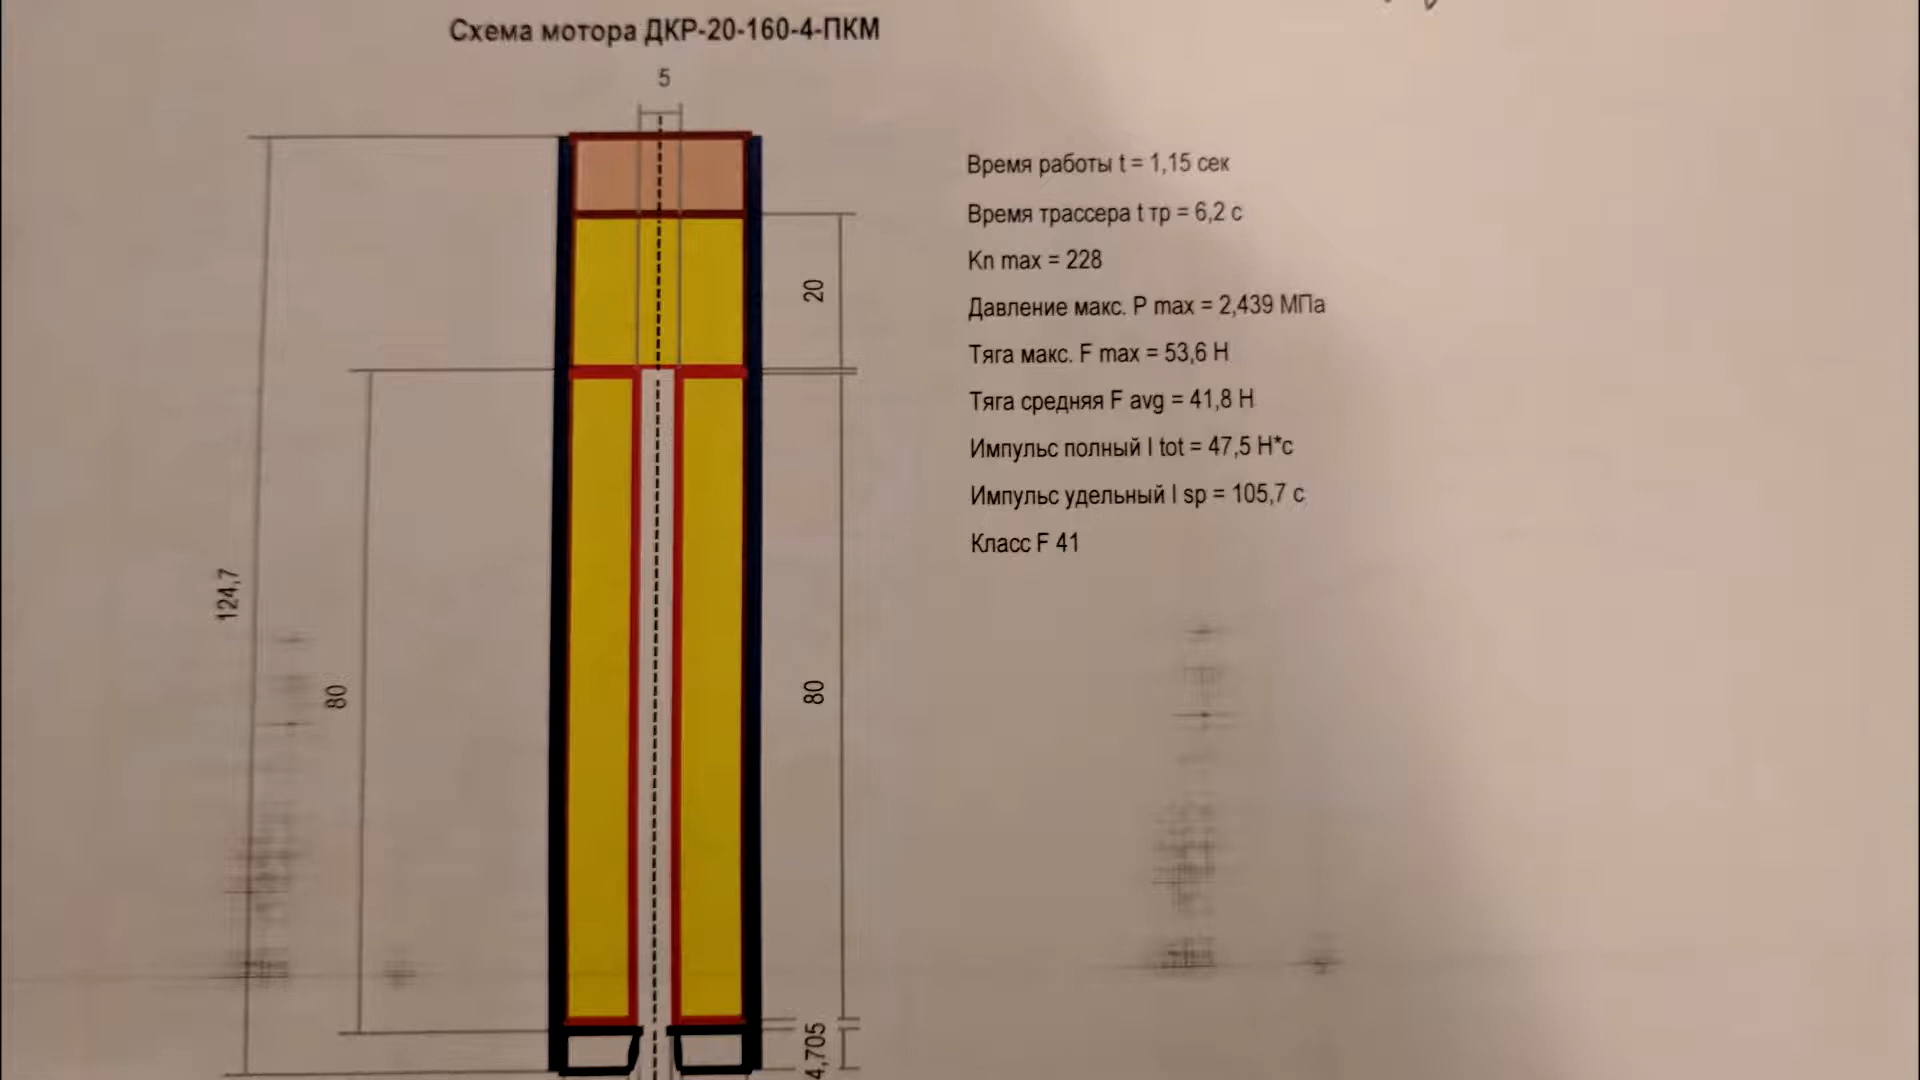 Схема мотора ДКР-20-160-4-ПКМ
5
Время работы t = 1,15 сек
Время трассера t тр = 6,2 с
Kn max = 228
Давление макс. P max = 2,439 МПа
Тяга макс. F max = 53,6 Н
Тяга средняя F avg = 41,8 Н
Импульс полный I tot = 47,5 Н*с
Импульс удельный I sp = 105,7 с
Класс F 41
20
124,7
80
80
4,705